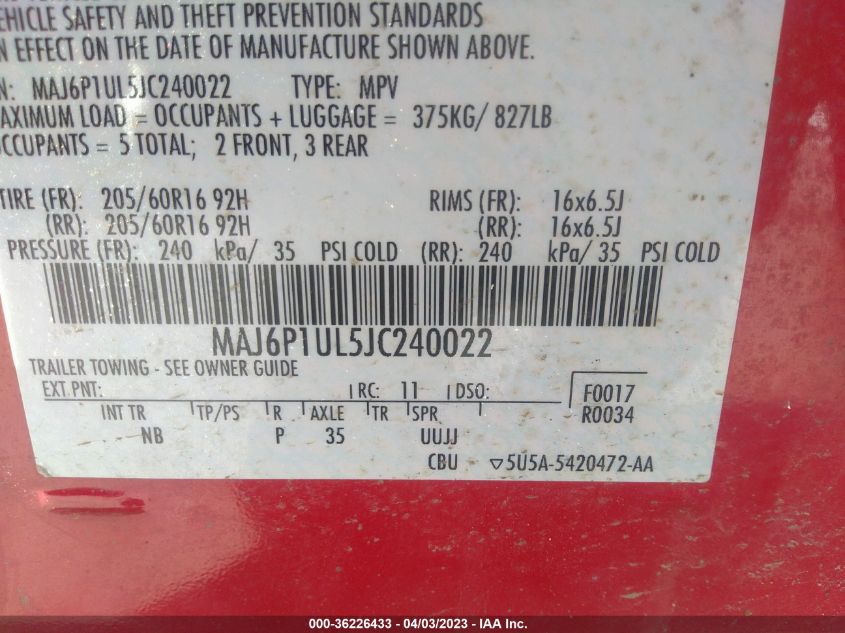 VEHICLE SAFETY AND THEFT PREVENTION STANDARDS
N EFFECT ON THE DATE OF MANUFACTURE SHOWN ABOVE.
N: MAJ6P1UL5JC240022 TYPE: MPV
AXIMUM LOAD = OCCUPANTS + LUGGAGE = 375KG/ 827LB
OCCUPANTS = 5 TOTAL; 2 FRONT, 3 REAR
TIRE (FR): 205/60R16 92H RIMS (FR): 16x6.5J
(RR): 205/60R16 92H (RR): 16x6.5J
PRESSURE (FR): 240 kPa/ 35 PSI COLD (RR): 240 kPa/ 35 PSI COLD
MAJ6P1UL5JC240022
TRAILER TOWING - SEE OWNER GUIDE
EXT PNT: RC: 11 DSO: F0017
R0034
INT TR TP/PS R AXLE TR SPR
NB P 35 UUJJ
CBU ▽5U5A-5420472-AA
000-36226433 - 04/03/2023 - IAA Inc.